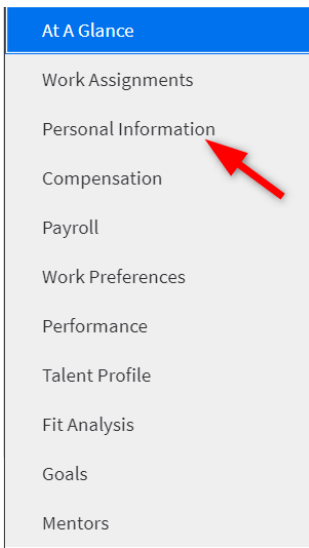 At A Glance
Work Assignments
Personal Information
Compensation
Payroll
Work Preferences
Performance
Talent Profile
Fit Analysis
Goals
Mentors